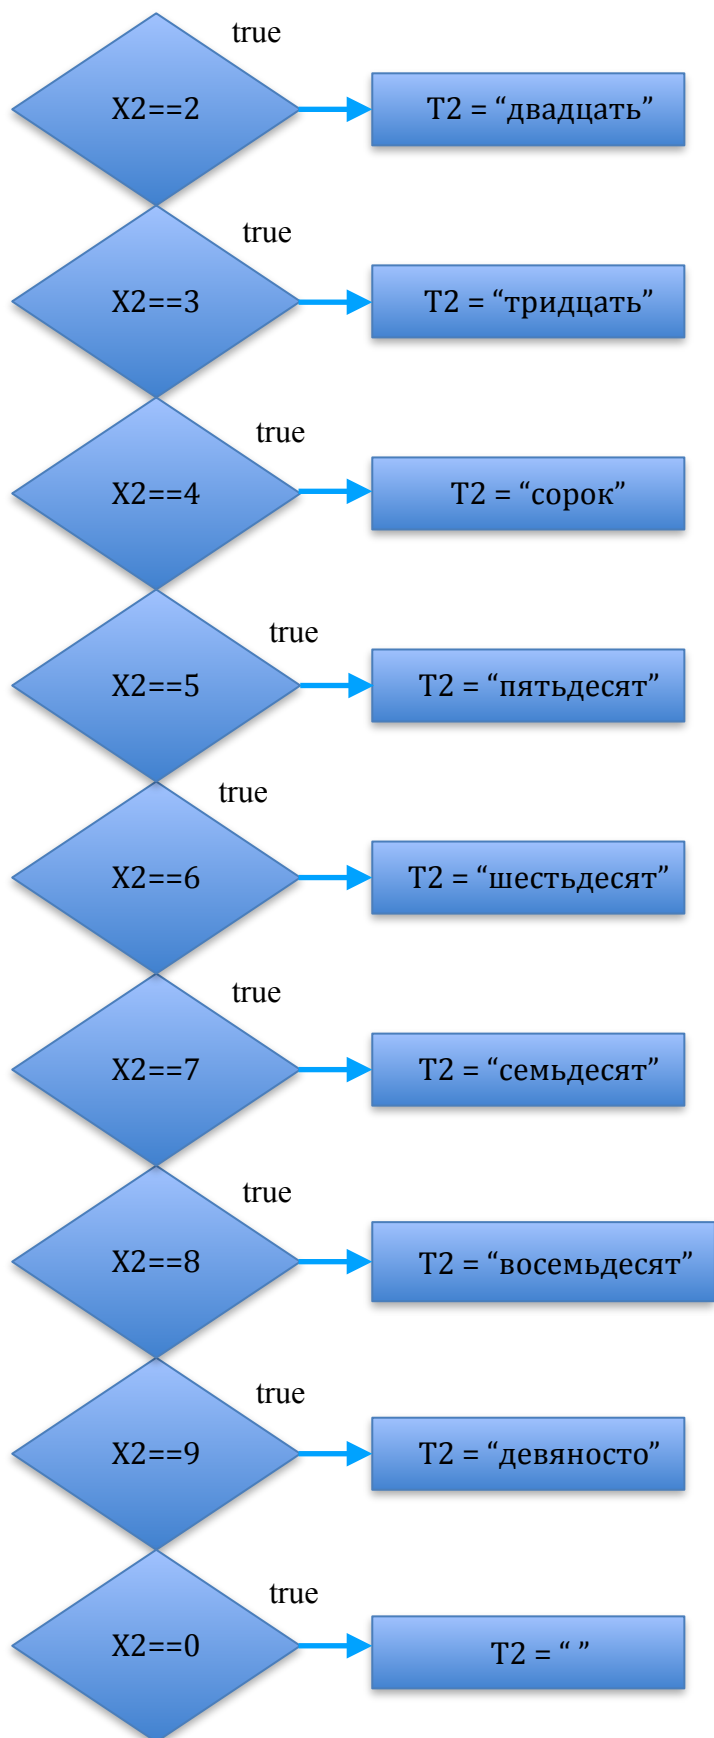 true
X2==2
T2 = “двадцать”
true
X2==3
T2 = “тридцать”
true
X2==4
T2 = “сорок”
true
X2==5
T2 = “пятьдесят”
true
X2==6
T2 = “шестьдесят”
true
X2==7
T2 = “семьдесят”
true
X2==8
T2 = “восемьдесят”
true
X2==9
T2 = “девяносто”
true
X2==0
T2 = “ ”